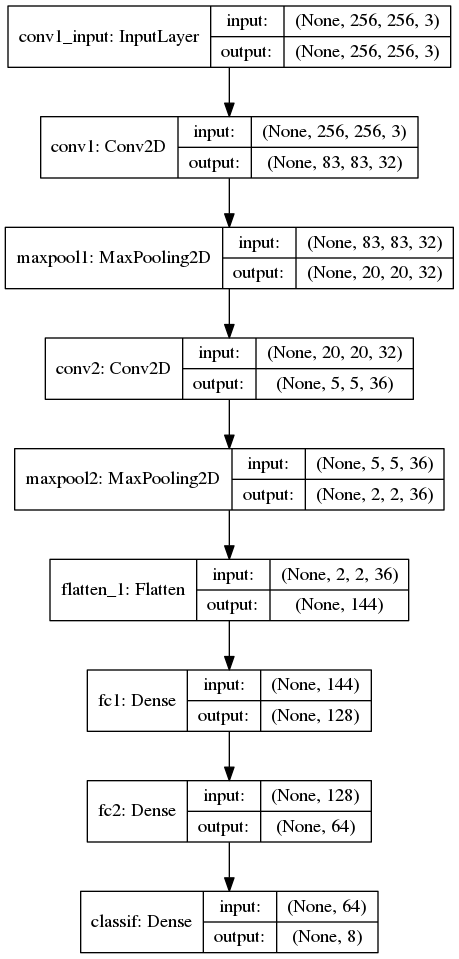 conv1_input: InputLayer
input: (None, 256, 256, 3)
output: (None, 256, 256, 3)
conv1: Conv2D
input: (None, 256, 256, 3)
output: (None, 83, 83, 32)
maxpool1: MaxPooling2D
input: (None, 83, 83, 32)
output: (None, 20, 20, 32)
conv2: Conv2D
input: (None, 20, 20, 32)
output: (None, 5, 5, 36)
maxpool2: MaxPooling2D
input: (None, 5, 5, 36)
output: (None, 2, 2, 36)
flatten_1: Flatten
input: (None, 2, 2, 36)
output: (None, 144)
fc1: Dense
input: (None, 144)
output: (None, 128)
fc2: Dense
input: (None, 128)
output: (None, 64)
classif: Dense
input: (None, 64)
output: (None, 8)